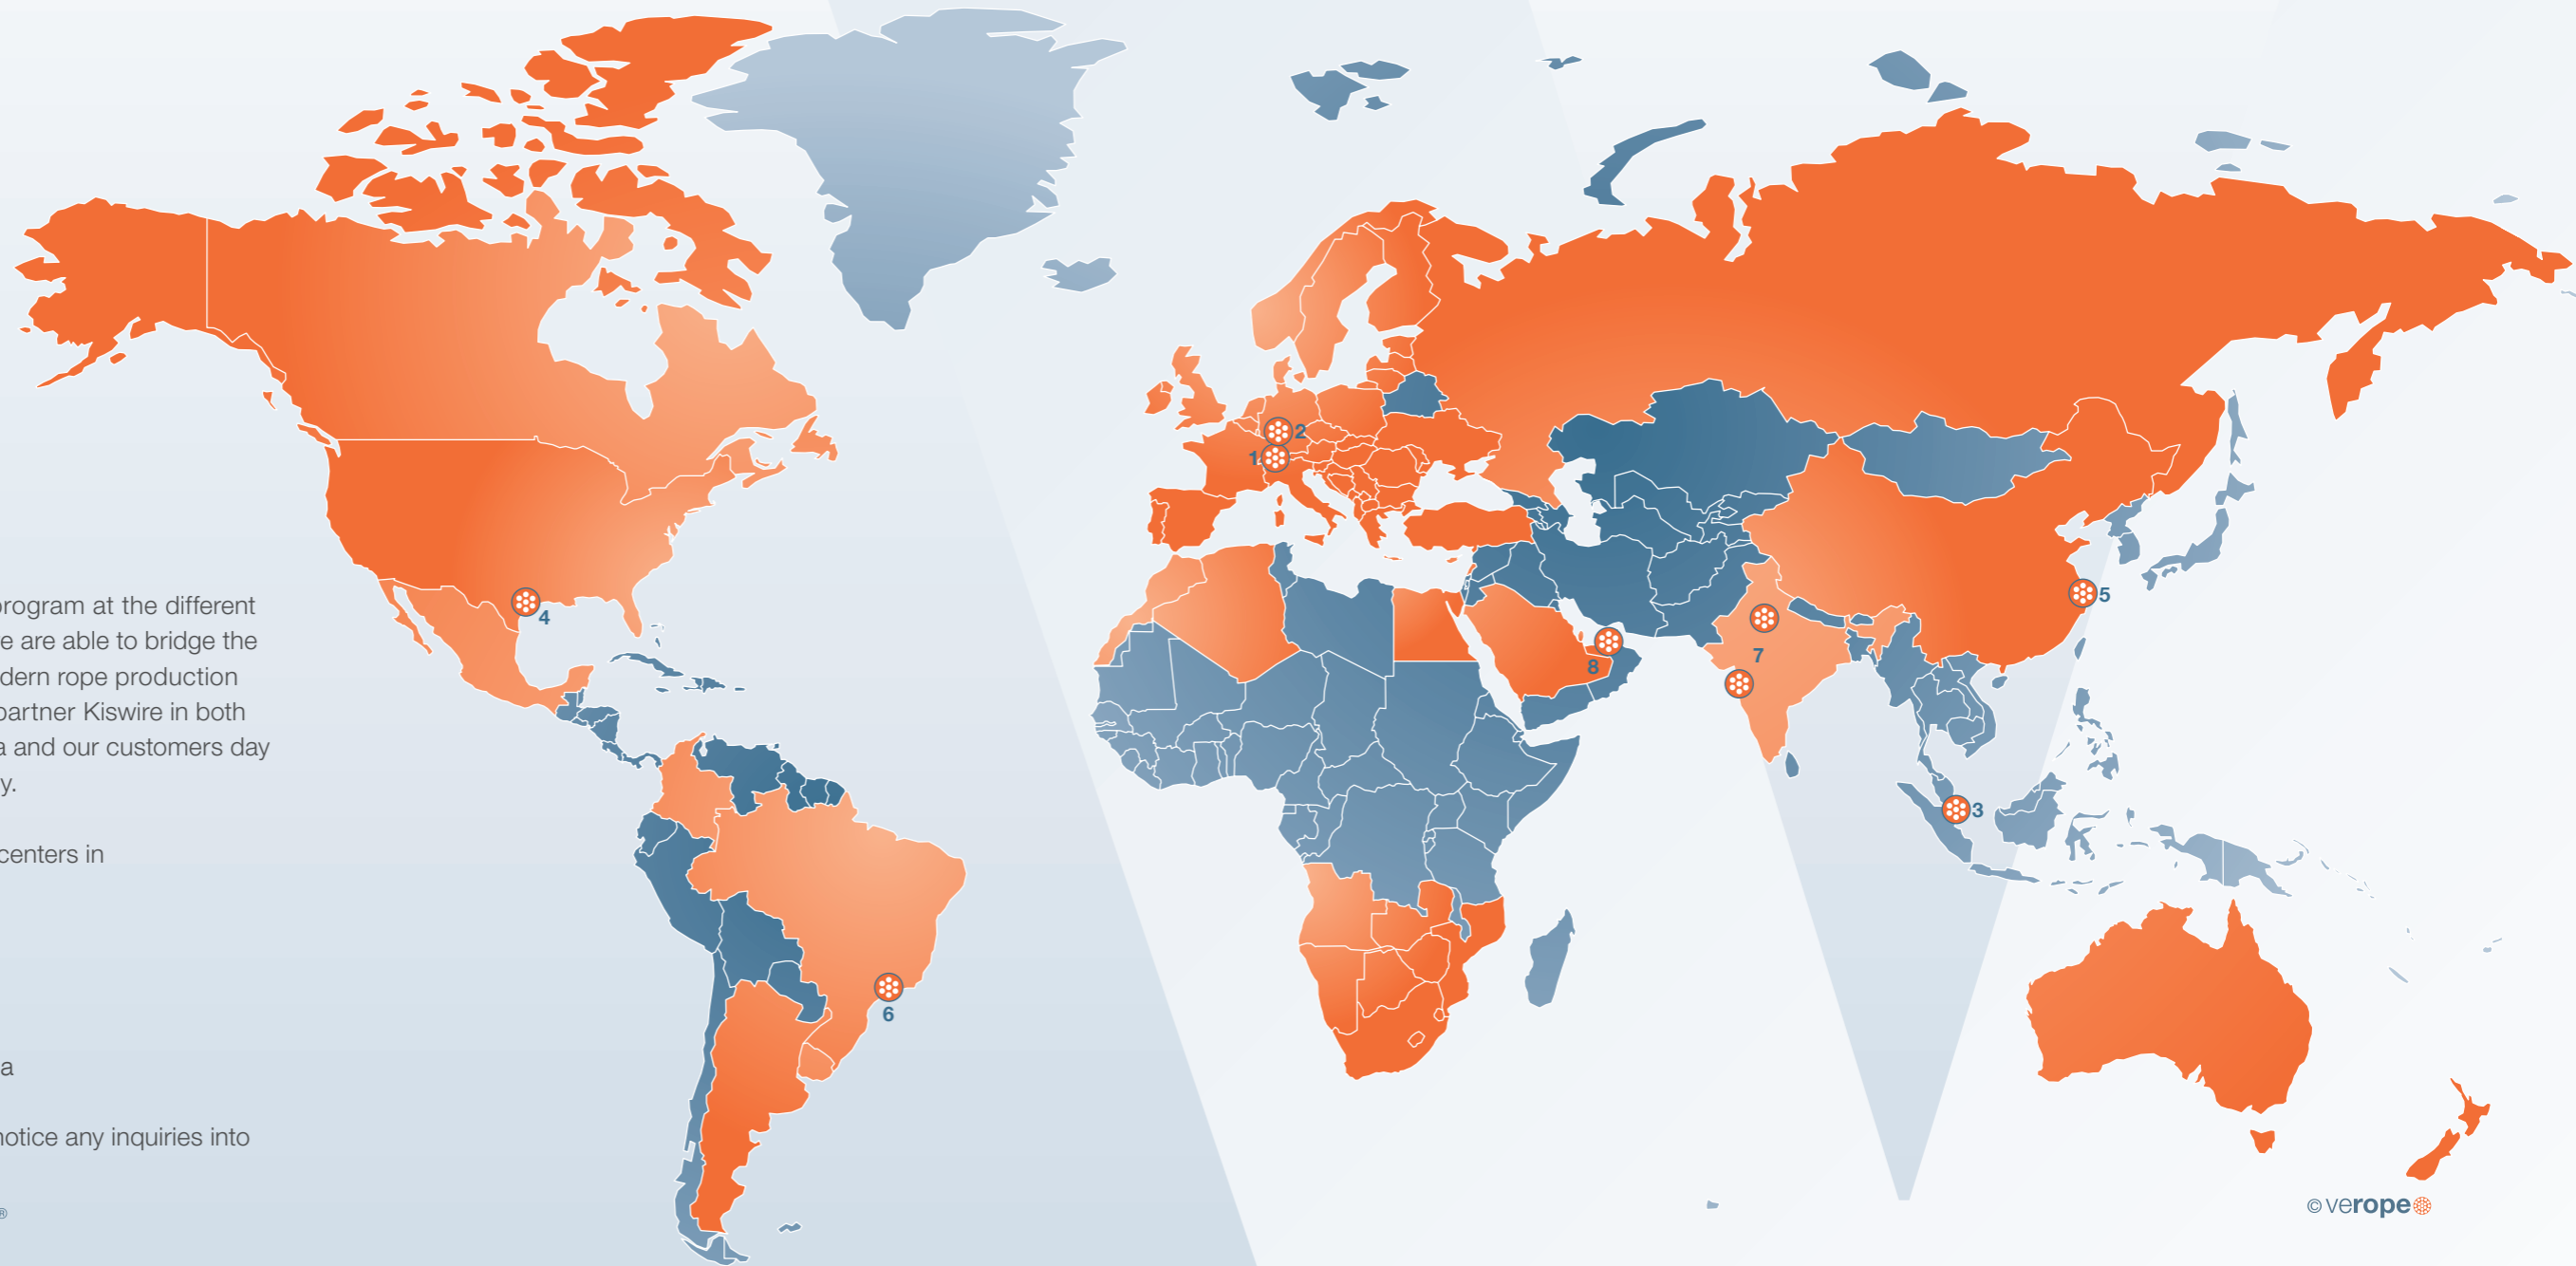 program at the different
e are able to bridge the
dern rope production
partner Kiswire in both
a and our customers day
y.
centers in
a
notice any inquiries into
®
1
2
3
4
5
6
7
8
© verope